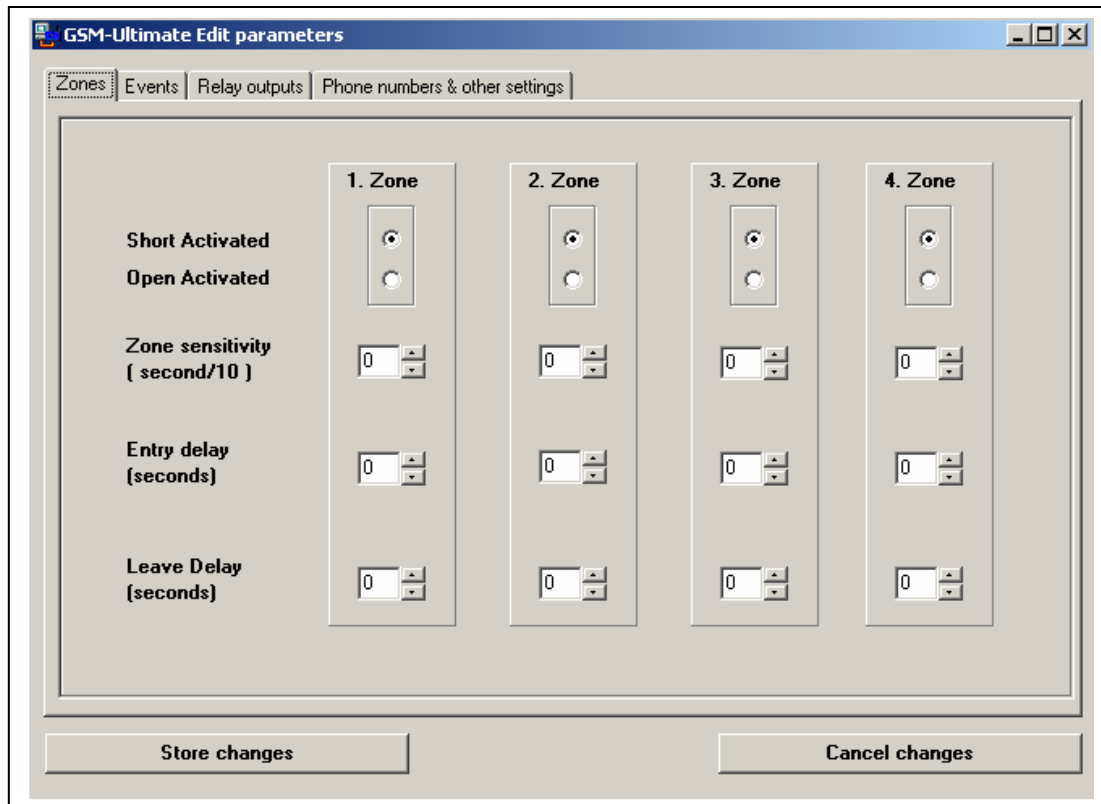 GSM-Ultimate Edit parameters
Zones Events Relay outputs Phone numbers & other settings
1. Zone 2. Zone 3. Zone 4. Zone
Short Activated
Open Activated
Zone sensitivity
( second/10 )
0 0 0 0
Entry delay
(seconds)
0 0 0 0
Leave Delay
(seconds)
0 0 0 0
Store changes Cancel changes